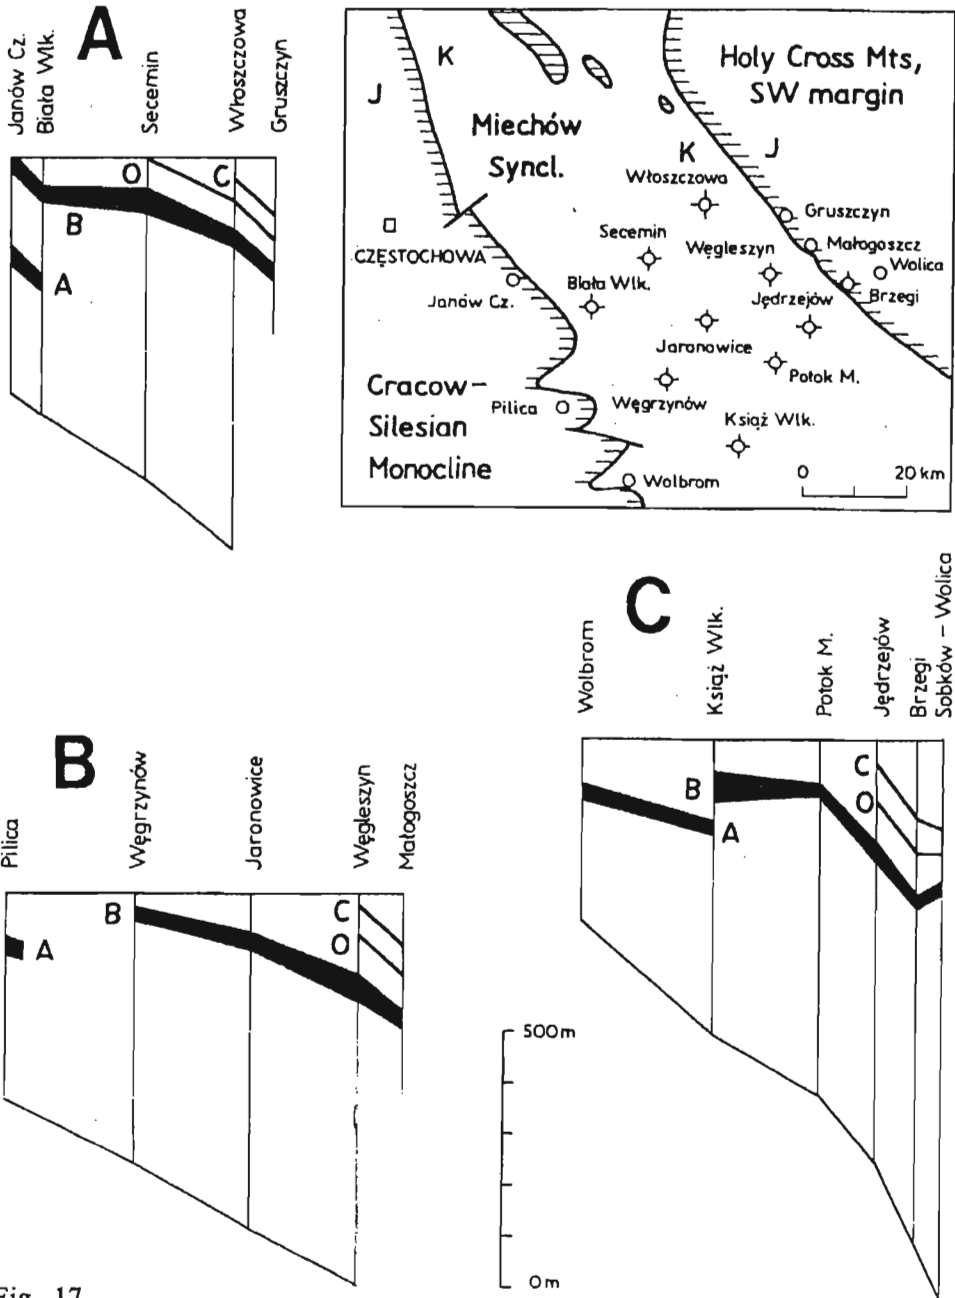 A
Janów Cz.
Biała Wlk.
Secemin
Włoszczowa
Gruszczyn
O
C
B
A
J
K
Miechów
Syncl.
Holy Cross Mts,
SW margin
K
J
Włoszczowa
Gruszczyn
Secemin
Węgleszyn
Małogoszcz
Wolica
CZĘSTOCHOWA
Biała Wlk.
Jędrzejów
Brzegi
Janów Cz.
Jaronowice
Potok M.
Cracow-
Silesian
Monocline
Pilica
Węgrzynów
Książ Wlk.
Wolbrom
0 20 km
B
Pilica
Węgrzynów
Jaronowice
Węgleszyn
Małogoszcz
B
A
C
O
C
Wolbrom
Książ Wlk.
Potok M.
Jędrzejów
Brzegi
Sobków - Wolica
B
A
C
O
500m
0m
Fig. 17